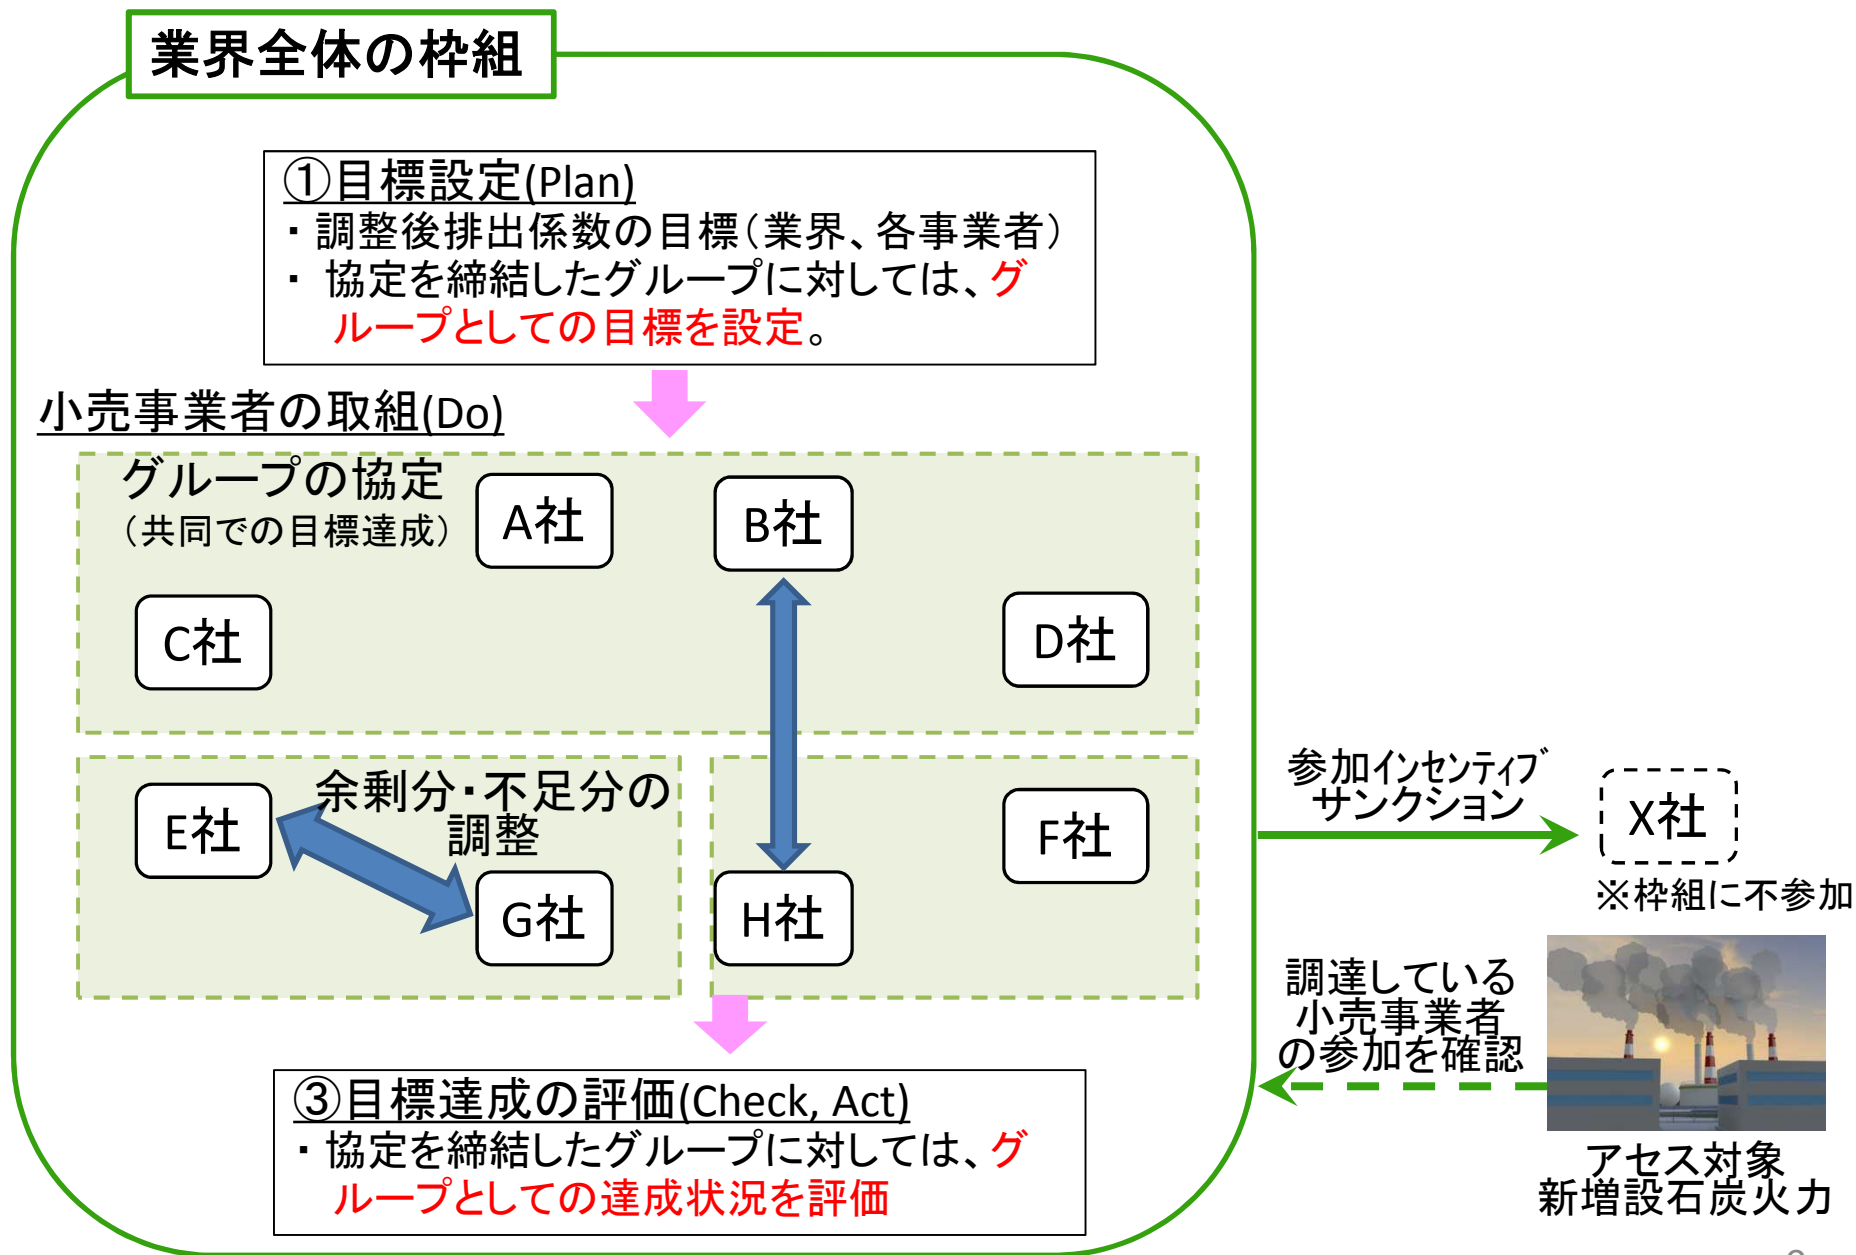 業界全体の枠組
①目標設定(Plan)
・調整後排出係数の目標（業界、各事業者）
・ 協定を締結したグループに対しては、グ
ループとしての目標を設定。
小売事業者の取組(Do)
グループの協定
（共同での目標達成）
A社
B社
C社
D社
E社
余剰分・不足分の
調整
G社
H社
F社
参加インセンティブ
サンクション
X社
※枠組に不参加
調達している
小売事業者
の参加を確認
アセス対象
新増設石炭火力
③目標達成の評価(Check, Act)
・協定を締結したグループに対しては、グ
ループとしての達成状況を評価